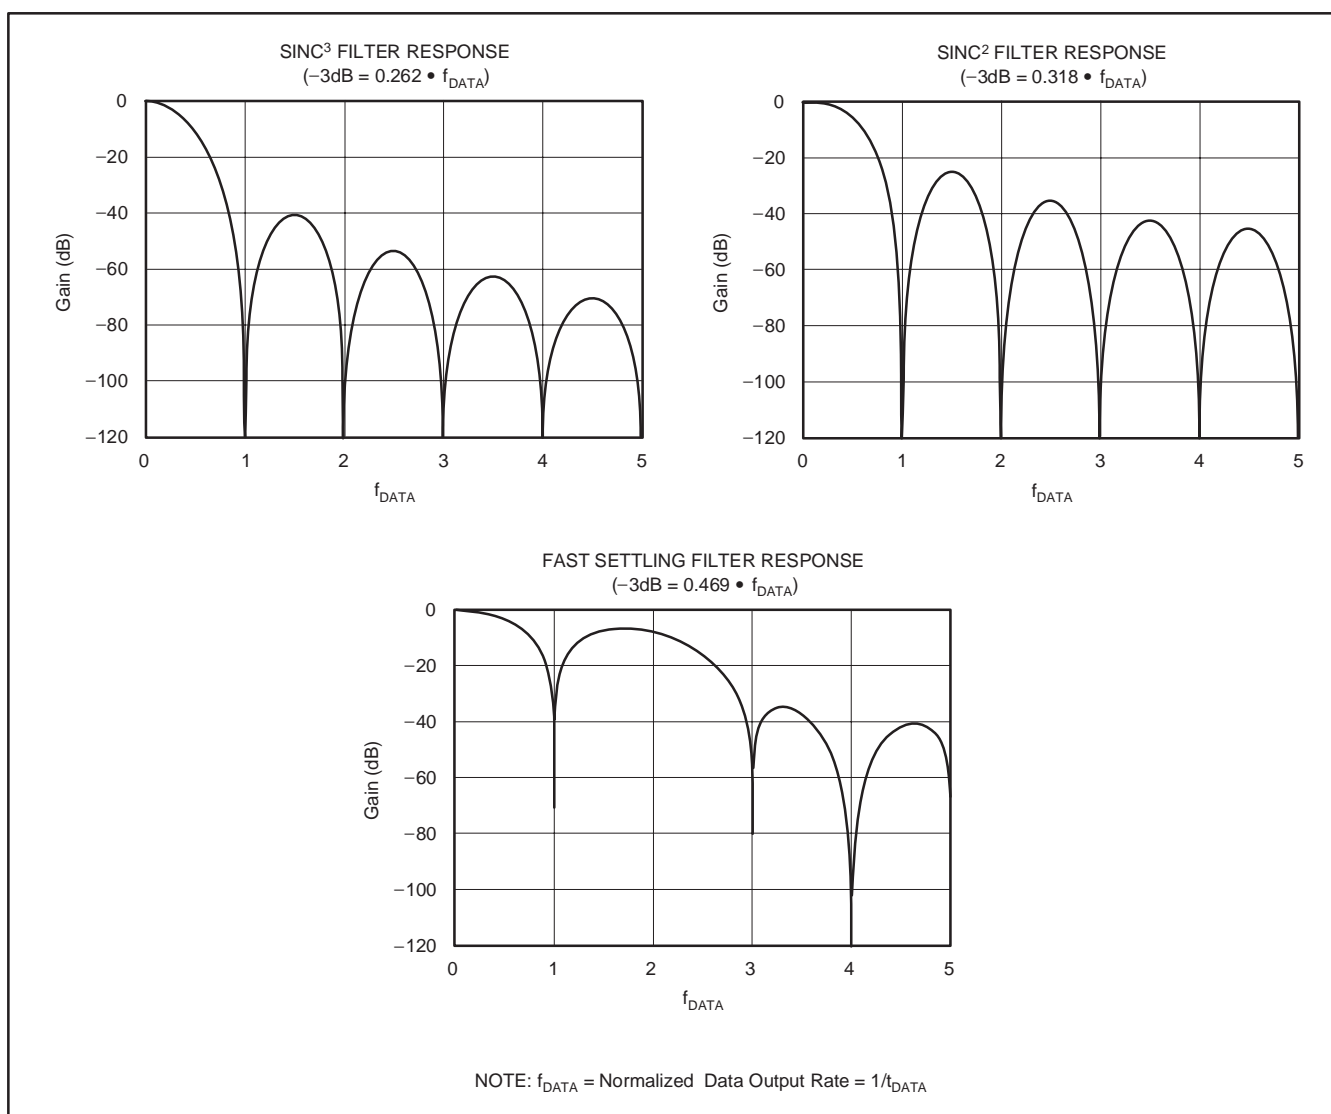 SINC³ FILTER RESPONSE
(−3dB = 0.262 • fDATA)
0
−20
−40
−60
−80
−100
−120
Gain (dB)
0 1 2 3 4 5
fDATA
SINC² FILTER RESPONSE
(−3dB = 0.318 • fDATA)
0
−20
−40
−60
−80
−100
−120
Gain (dB)
0 1 2 3 4 5
fDATA
FAST SETTLING FILTER RESPONSE
(−3dB = 0.469 • fDATA)
0
−20
−40
−60
−80
−100
−120
Gain (dB)
0 1 2 3 4 5
fDATA
NOTE: fDATA = Normalized Data Output Rate = 1/tDATA